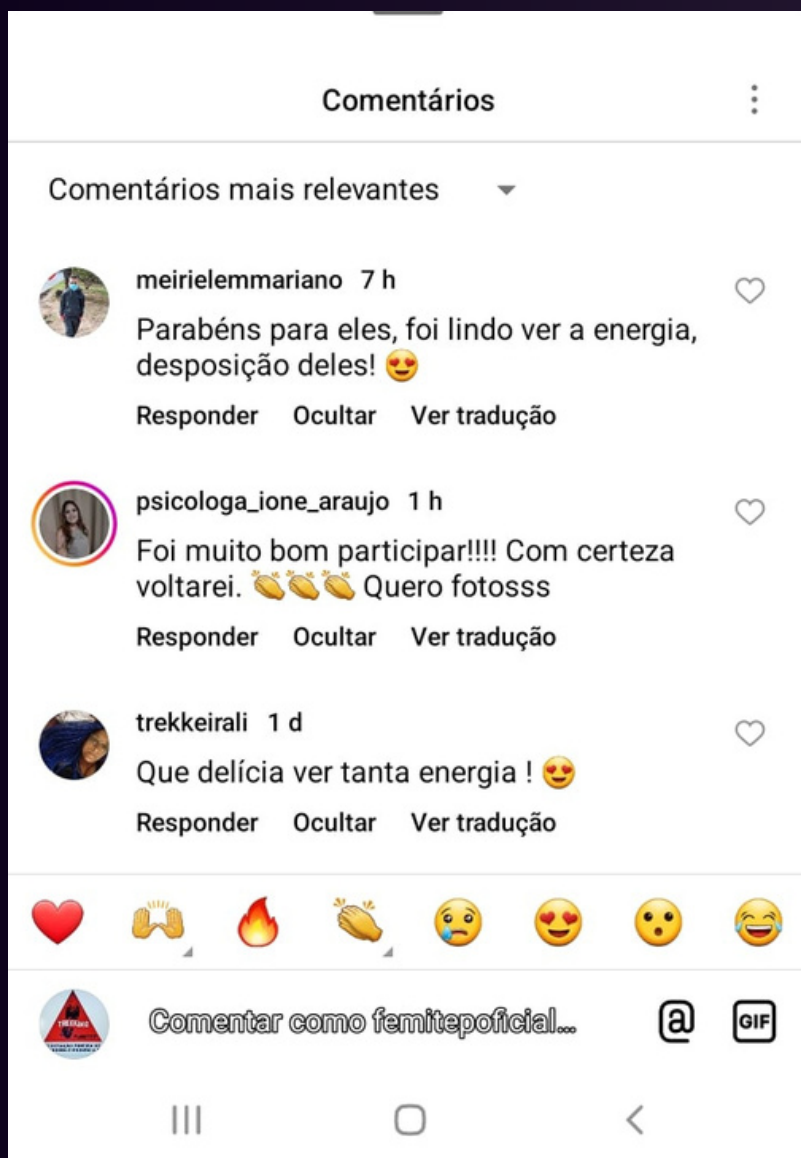 Comentários
Comentários mais relevantes
meirielemmariano 7 h
Parabéns para eles, foi lindo ver a energia,
desposição deles! 😍
Responder Ocultar Ver tradução
psicologa_ione_araujo 1 h
Foi muito bom participar!!!! Com certeza
voltarei. 👏👏👏 Quero fotosss
Responder Ocultar Ver tradução
trekkeirali 1 d
Que delícia ver tanta energia ! 😍
Responder Ocultar Ver tradução
Comentar como femitepoficial...
@ GIF